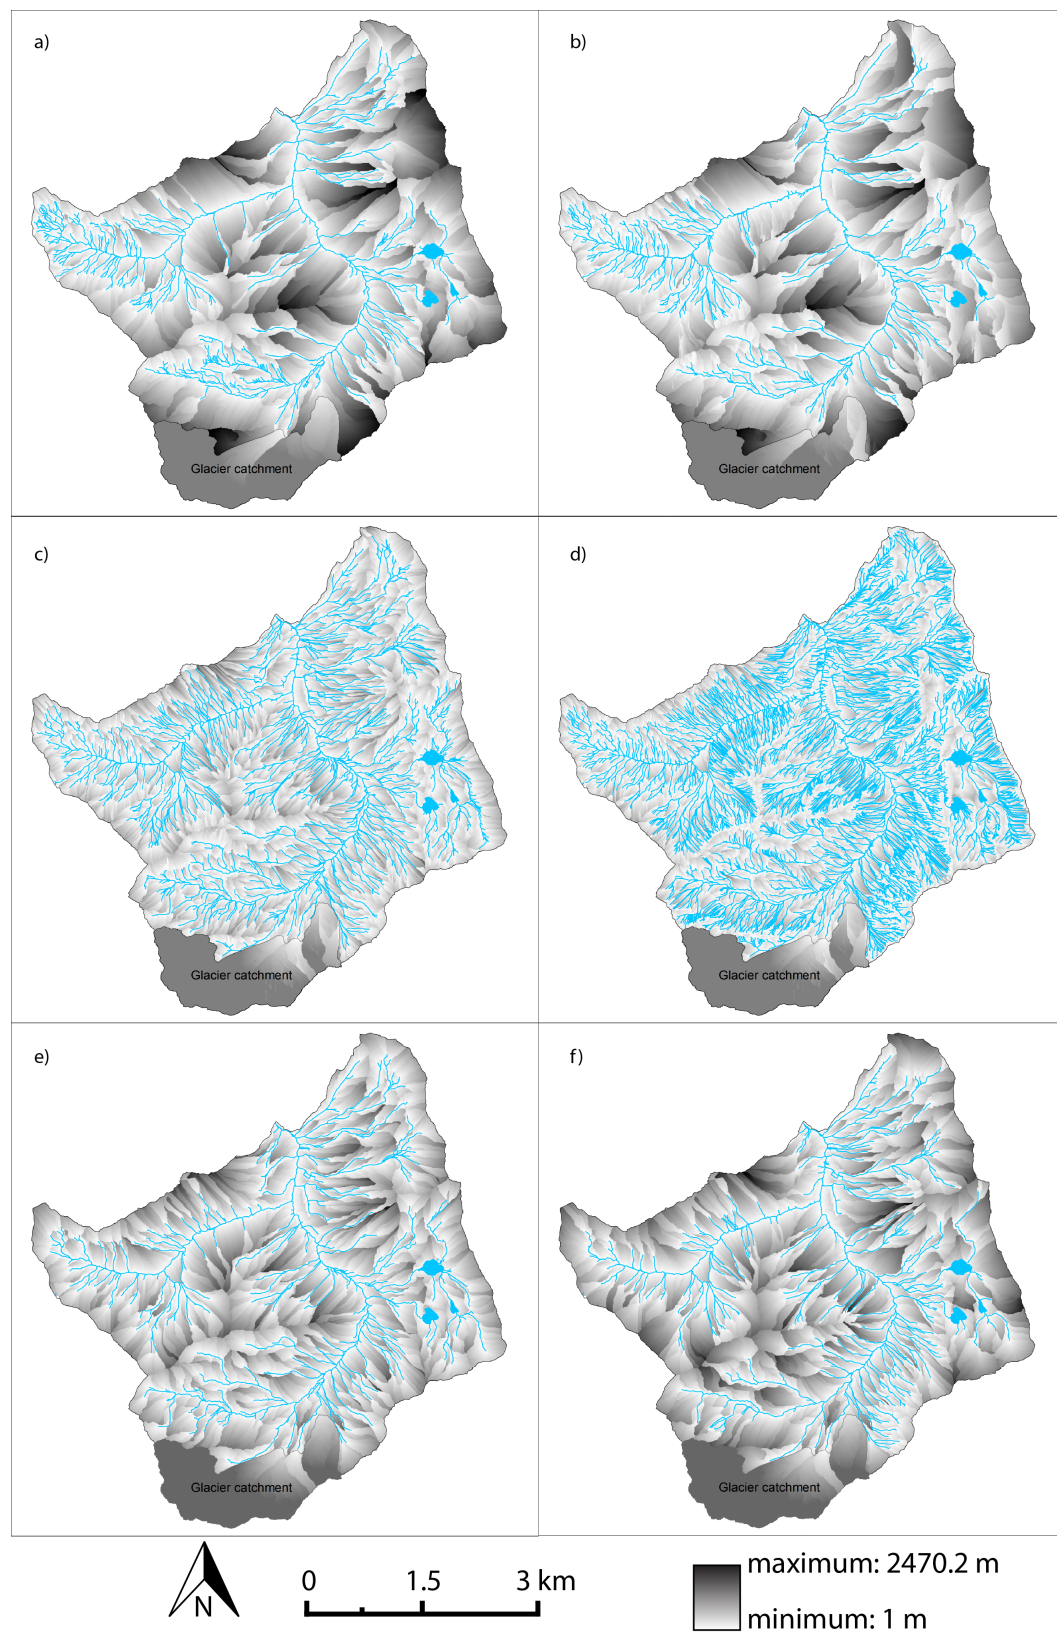 a)
b)
Glacier catchment
Glacier catchment
c)
d)
Glacier catchment
Glacier catchment
e)
f)
Glacier catchment
Glacier catchment
N
0 1.5 3 km
maximum: 2470.2 m
minimum: 1 m